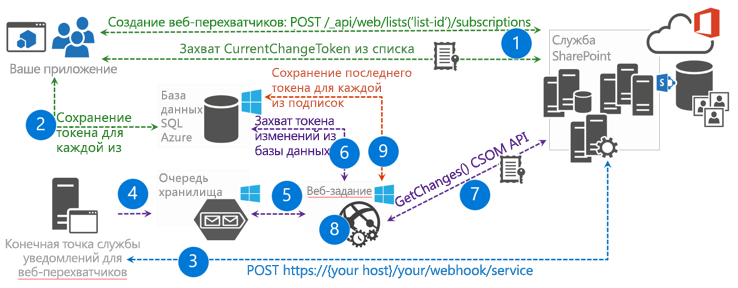 Создание веб-перехватчиков: POST /_api/web/lists('list-id')/subscriptions
1
Захват CurrentChangeToken из списка
Служба
SharePoint
Ваше приложение
2
Сохранение
токена для
каждой из
База
данных
SQL
Azure
Сохранение последнего
токена для каждой
из подписок
Захват токена
изменений из
базы данных
6
9
GetChanges() CSOM API
7
4
Очередь
хранилища
5
Веб-задание
8
Конечная точка службы
уведомлений для
веб-перехватчиков
3
POST https://{your host}/your/webhook/service